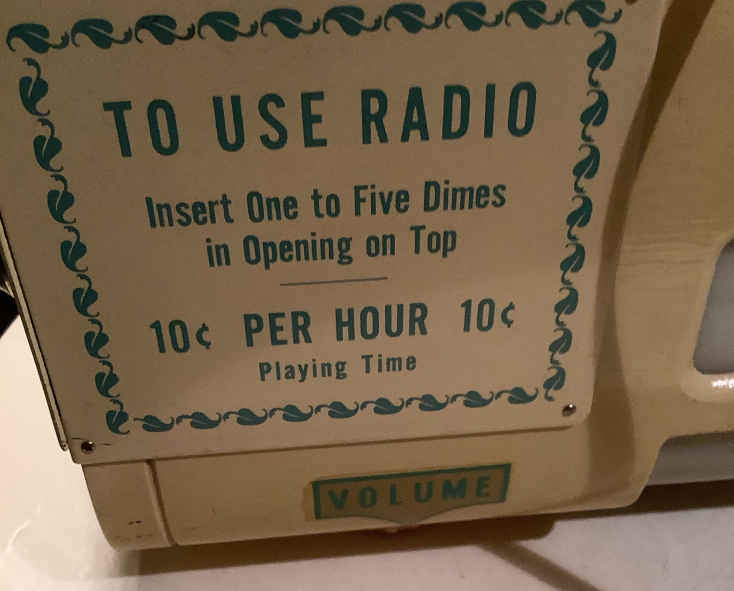 TO USE RADIO
Insert One to Five Dimes
in Opening on Top
10¢ PER HOUR 10¢
Playing Time
VOLUME